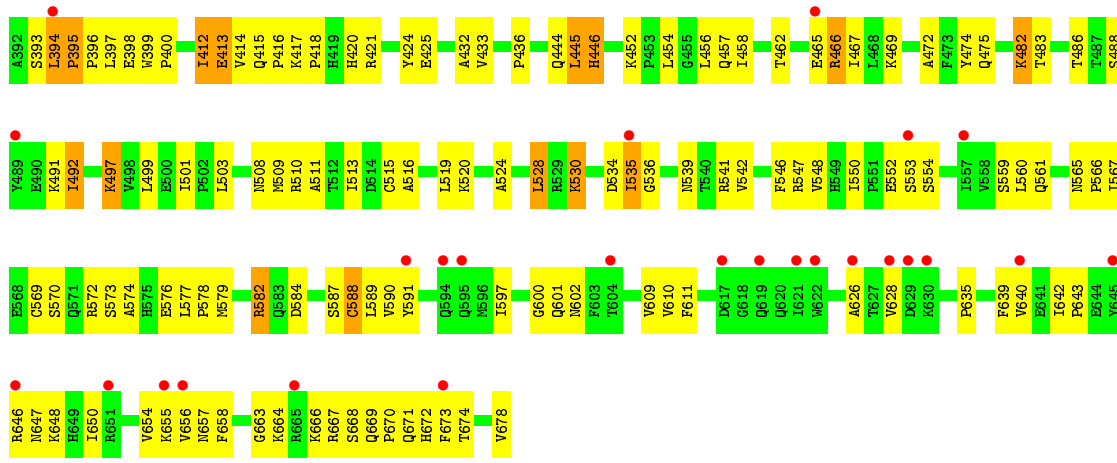 A392 S393 L394 P395 P396 L397 E398 W399 P400 I412 E413 V414 Q415 P416 K417 P418 H419 H420 R421 Y424 E425 A432 V433 P436 Q444 L445 H446 K452 P453 L454 G455 L456 Q457 I458 T462 E465 R466 I467 L468 K469 A472 F473 Y474 Q475 K482 T483 T486 T487 S488
Y489 E490 K491 I492 K497 V498 L499 E500 I501 P502 L503 N508 M509 R510 A511 T512 I513 D514 C515 A516 L519 K520 A524 L528 R529 K530 D534 I535 G536 N539 T540 R541 V542 F546 R547 V548 H549 I550 P551 E552 S553 S554 I557 V558 S559 L560 Q561 N565 P566 I567
E568 C569 S570 Q571 R572 S573 A574 H575 E576 L577 P578 M579 R582 Q583 D584 S587 C588 L589 V590 Y591 Q594 Q595 M596 I597 G600 Q601 N602 F603 T604 V609 V610 F611 D617 G618 Q619 Q620 I621 W622 A626 T627 V628 D629 K630 P635 F639 V640 E641 I642 P643 E644 Y645
R646 N647 K648 H649 I650 R651 V654 K655 V656 N657 F658 G663 K664 R665 K666 R667 S668 Q669 P670 Q671 H672 F673 T674 V678